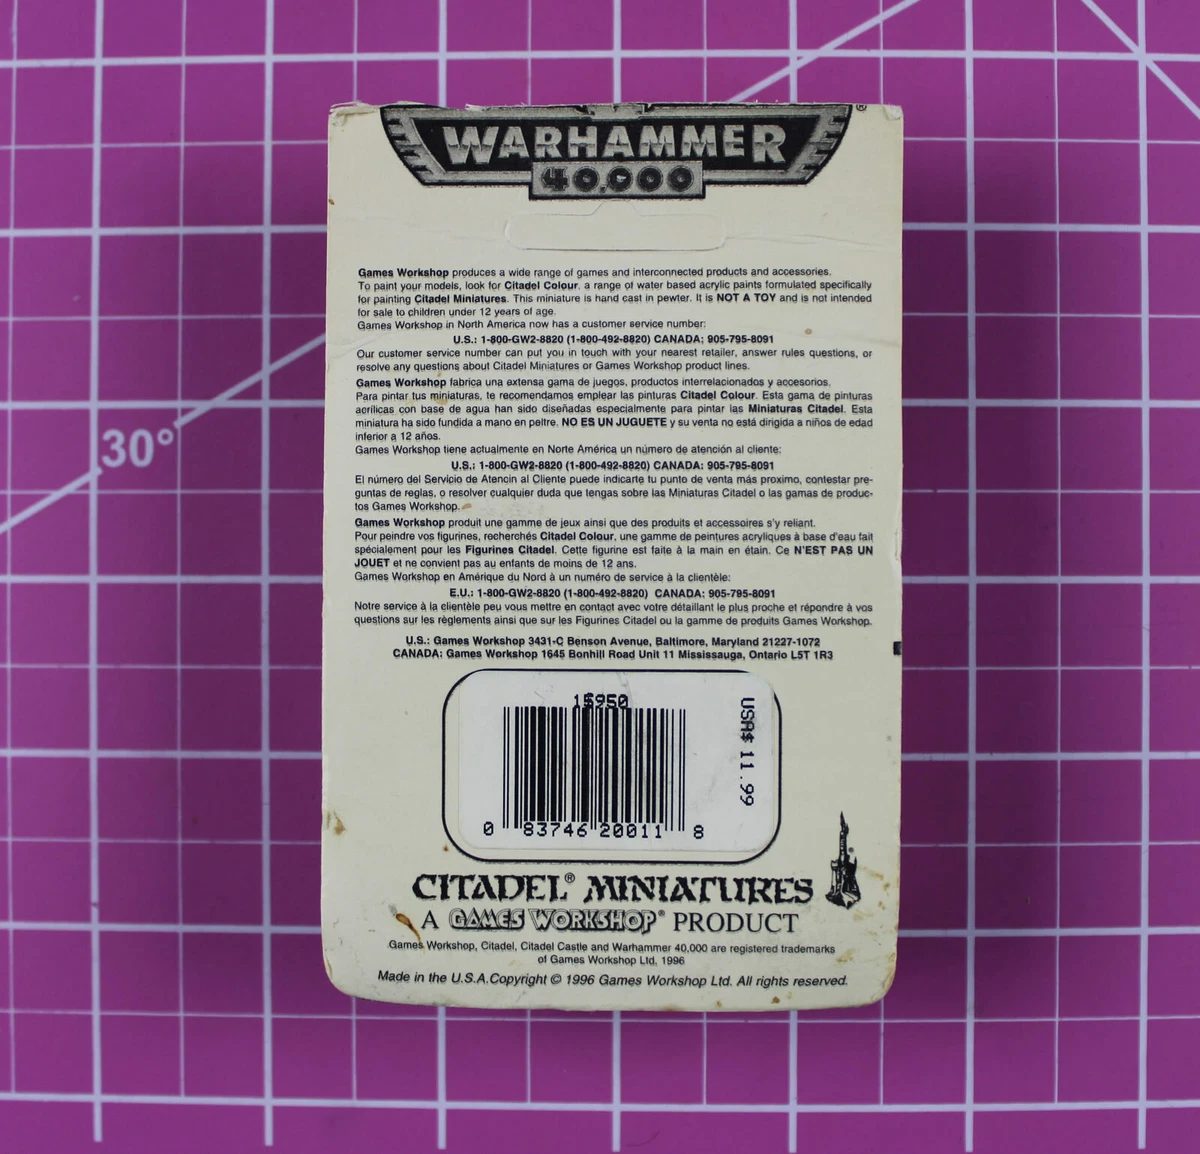 WARHAMMER
40,000
Games Workshop produces a wide range of games and interconnected products and accessories.
To paint your models, look for Citadel Colour, a range of water based acrylic paints formulated specifically
for painting Citadel Miniatures. This miniature is hand cast in pewter. It is NOT A TOY and is not intended
for sale to children under 12 years of age.
Games Workshop in North America now has a customer service number:
U.S.: 1-800-GW2-8820 (1-800-492-8820) CANADA: 905-795-8091
Our customer service number can put you in touch with your nearest retailer, answer rules questions, or
resolve any questions about Citadel Miniatures or Games Workshop product lines.
Games Workshop fabrica una extensa gama de juegos, productos interrelacionados y accesorios.
Para pintar tus miniaturas, te recomendamos emplear las pinturas Citadel Colour. Esta gama de pinturas
acrílicas con base de agua han sido diseñadas especialmente para pintar las Miniaturas Citadel. Esta
miniatura ha sido fundida a mano en peltre. NO ES UN JUGUETE y su venta no está dirigida a niños de edad
inferior a 12 años.
Games Workshop tiene actualmente en Norte América un número de atención al cliente:
U.S.: 1-800-GW2-8820 (1-800-492-8820) CANADA: 905-795-8091
El número del Servicio de Atencin al Cliente puede indicarte tu punto de venta más proximo, contestar pre-
guntas de reglas, o resolver cualquier duda que tengas sobre las Miniaturas Citadel o las gamas de produc-
tos Games Workshop.
Games Workshop produit une gamme de jeux ainsi que des produits et accessoires s'y reliant.
Pour peindre vos figurines, recherchés Citadel Colour, une gamme de peintures acryliques à base d'eau fait
spécialement pour les Figurines Citadel. Cette figurine est faite à la main en étain. Ce N'EST PAS UN
JOUET et ne convient pas au enfants de moins de 12 ans.
Games Workshop en Amérique du Nord à un numéro de service à la clientèle:
E.U.: 1-800-GW2-8820 (1-800-492-8820) CANADA: 905-795-8091
Notre service à la clientèle peu vous mettre en contact avec votre détaillant le plus proche et répondre à vos
questions sur les règlements ainsi que sur les Figurines Citadel ou la gamme de produits Games Workshop.
U.S.: Games Workshop 3431-C Benson Avenue, Baltimore, Maryland 21227-1072
CANADA: Games Workshop 1645 Bonhill Road Unit 11 Mississauga, Ontario L5T 1R3
USA$ 11.99
0 83746 20011 8
CITADEL® MINIATURES
A GAMES WORKSHOP® PRODUCT
Games Workshop, Citadel, Citadel Castle and Warhammer 40,000 are registered trademarks
of Games Workshop Ltd, 1996
Made in the U.S.A.Copyright © 1996 Games Workshop Ltd. All rights reserved.
30°